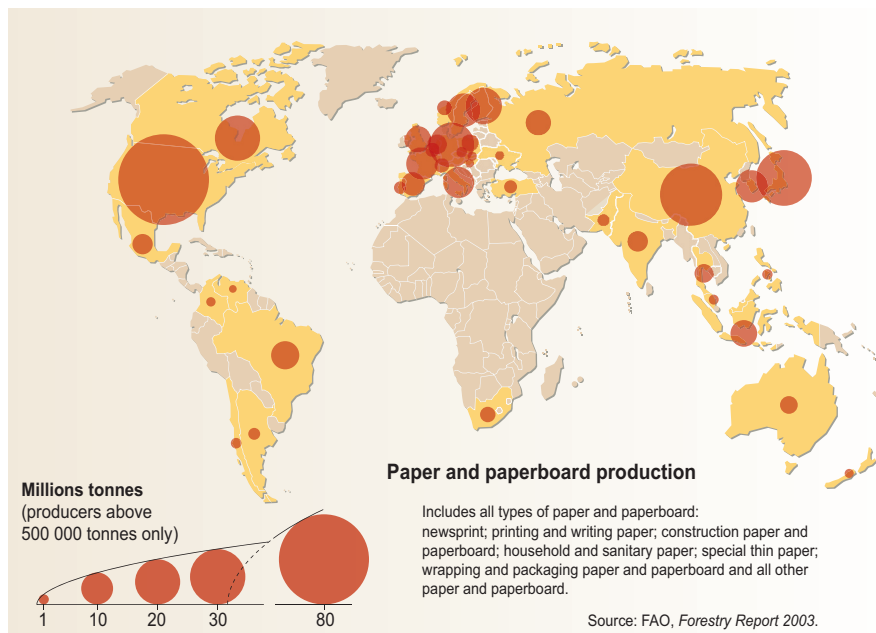 Paper and paperboard production
Millions tonnes
(producers above
500 000 tonnes only)
1 10 20 30 80
Includes all types of paper and paperboard:
newsprint; printing and writing paper; construction paper and
paperboard; household and sanitary paper; special thin paper;
wrapping and packaging paper and paperboard and all other
paper and paperboard.
Source: FAO, Forestry Report 2003.